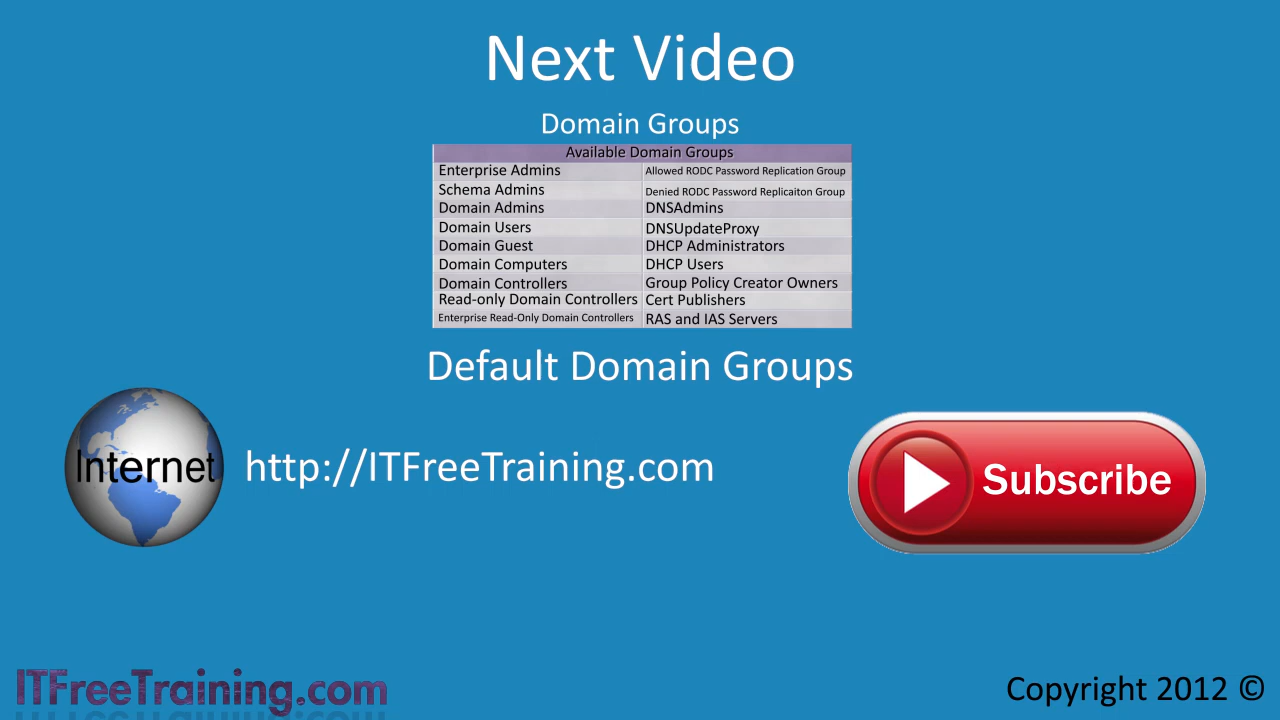 Next Video
Domain Groups
Available Domain Groups
Enterprise Admins Allowed RODC Password Replication Group
Schema Admins Denied RODC Password Replicaiton Group
Domain Admins DNSAdmins
Domain Users DNSUpdateProxy
Domain Guest DHCP Administrators
Domain Computers DHCP Users
Domain Controllers Group Policy Creator Owners
Read-only Domain Controllers Cert Publishers
Enterprise Read-Only Domain Controllers RAS and IAS Servers
Default Domain Groups
Internet http://ITFreeTraining.com
Subscribe
ITFreeTraining.com
Copyright 2012 ©